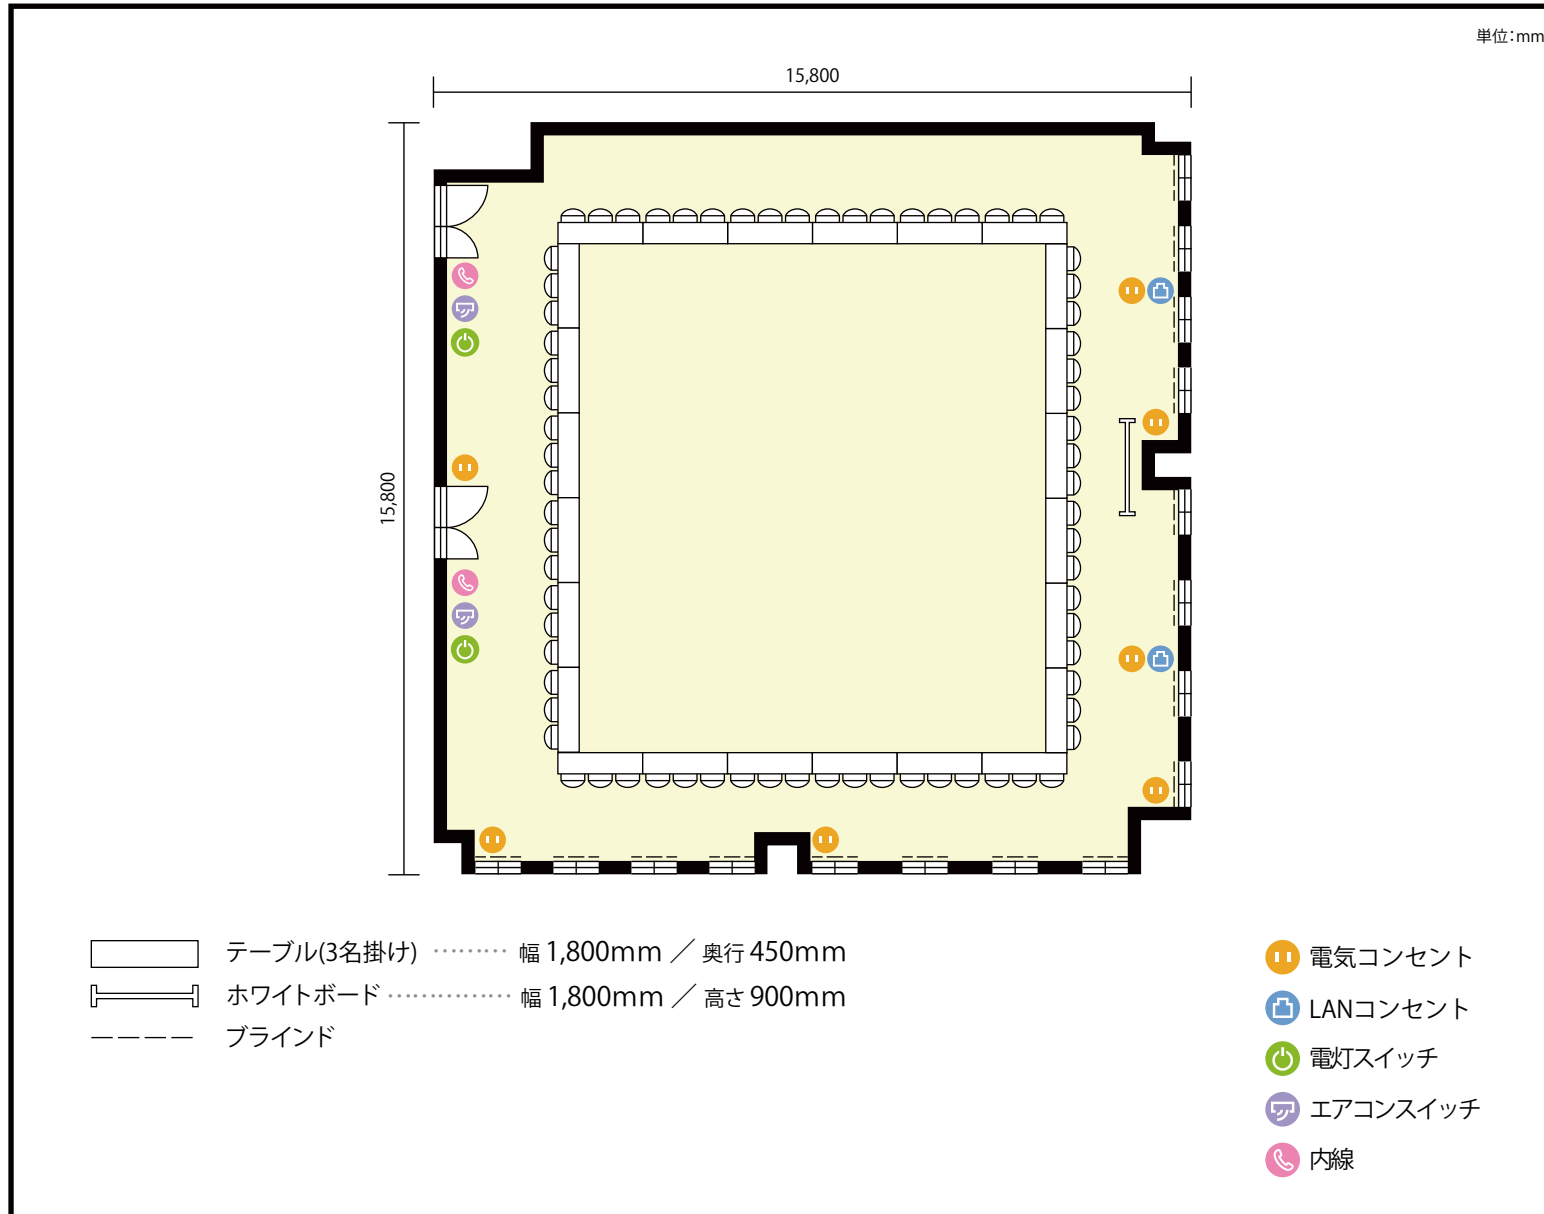 単位：mm
15,800
15,800
テーブル(3名掛け) ‥‥‥‥ 幅 1,800mm ／ 奥行 450mm
ホワイトボード ‥‥‥‥‥‥ 幅 1,800mm ／ 高さ 900mm
ブラインド
電気コンセント
LANコンセント
電灯スイッチ
エアコンスイッチ
内線